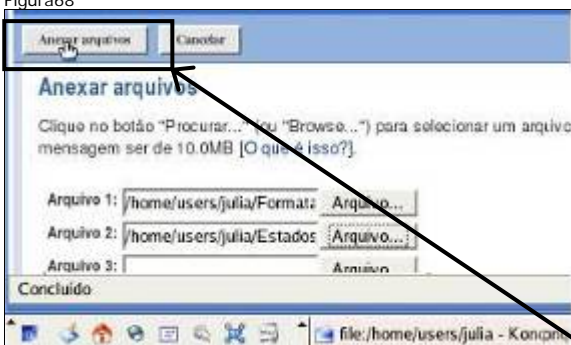 Figura68
Anexar arquivos Cancelar
Anexar arquivos
Clique no botão "Procurar..." (ou "Browse...") para selecionar um arquivo
mensagem ser de 10.0MB [O que é isso?].
Arquivo 1: /home/users/julia/Formata Arquivo...
Arquivo 2: /home/users/julia/Estados Arquivo...
Arquivo 3: Arquivo
Concluído
file:/home/users/julia - Konqne